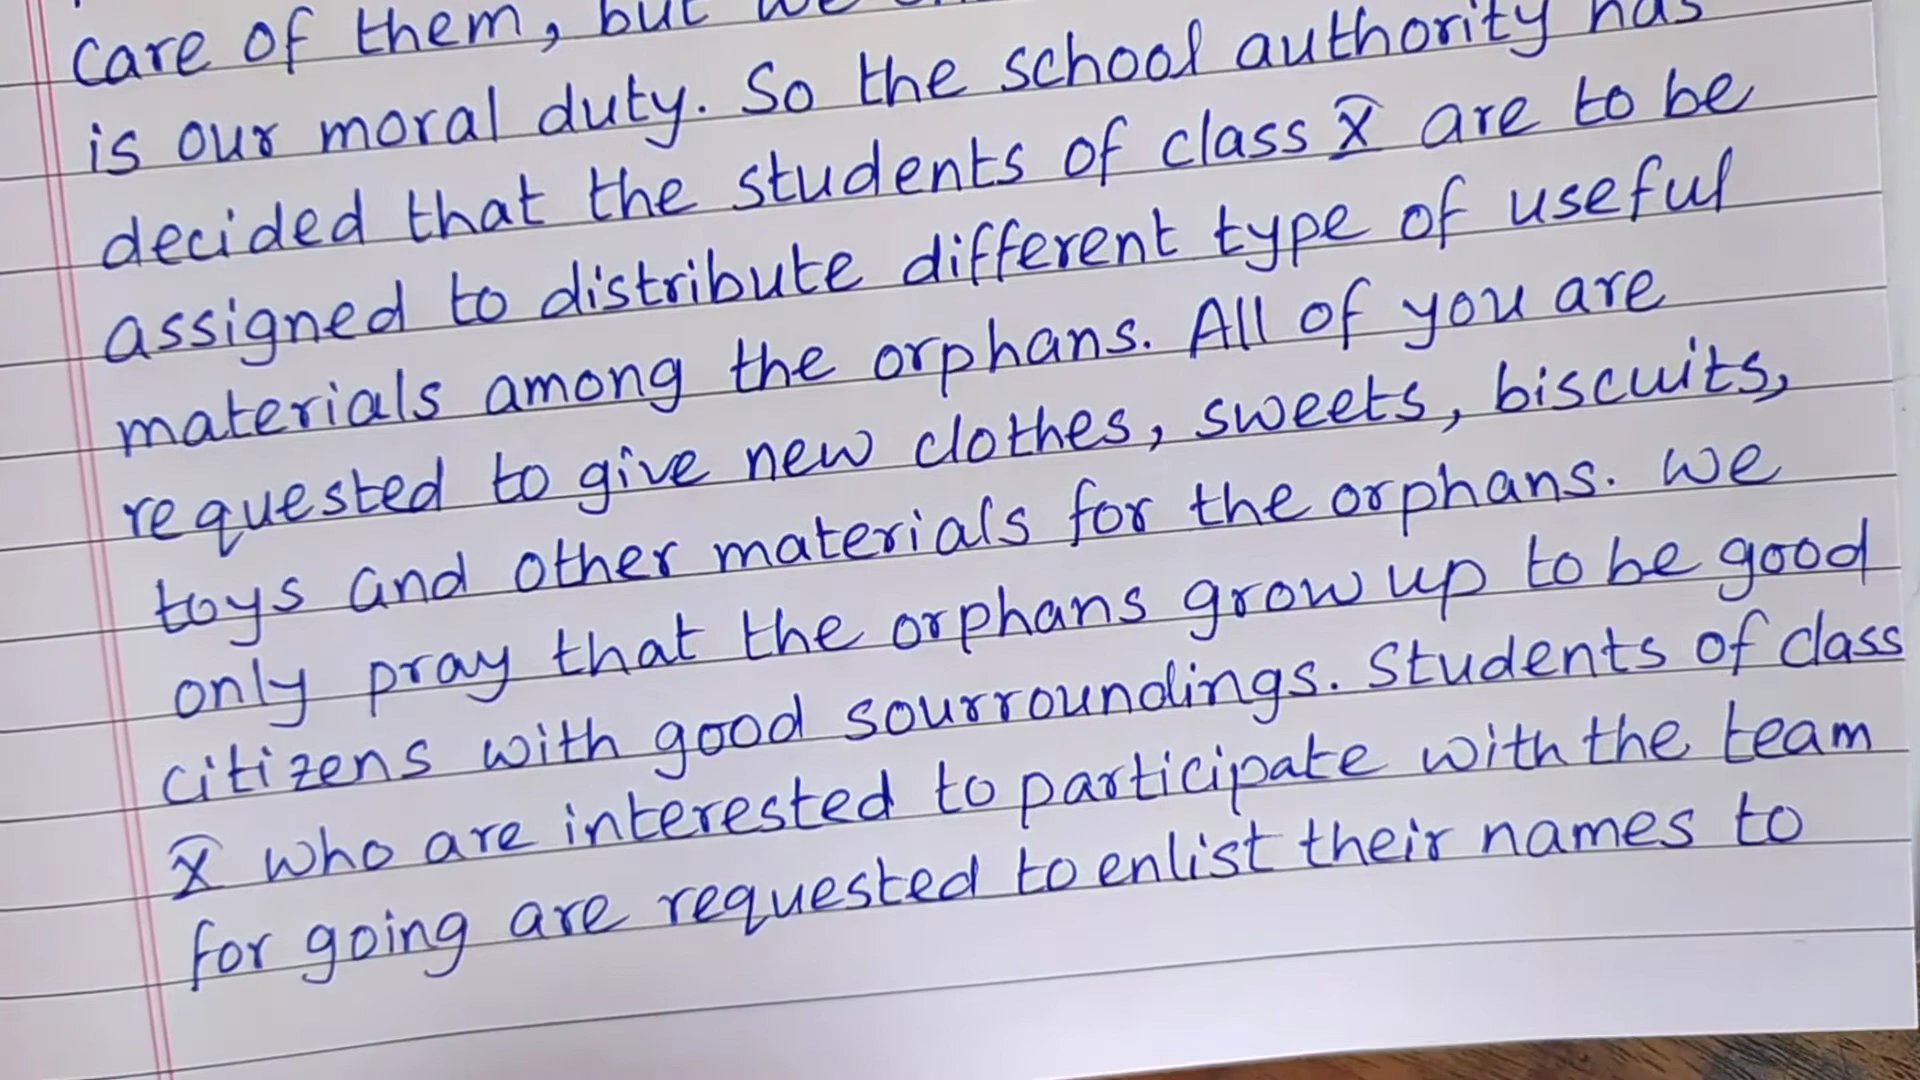 care of them, but we
is our moral duty. So the school authority has
decided that the students of class X are to be
assigned to distribute different type of useful
materials among the orphans. All of you are
requested to give new clothes, sweets, biscuits,
toys and other materials for the orphans. We
only pray that the orphans grow up to be good
citizens with good sourroundings. Students of class
X who are interested to participate with the team
for going are requested to enlist their names to